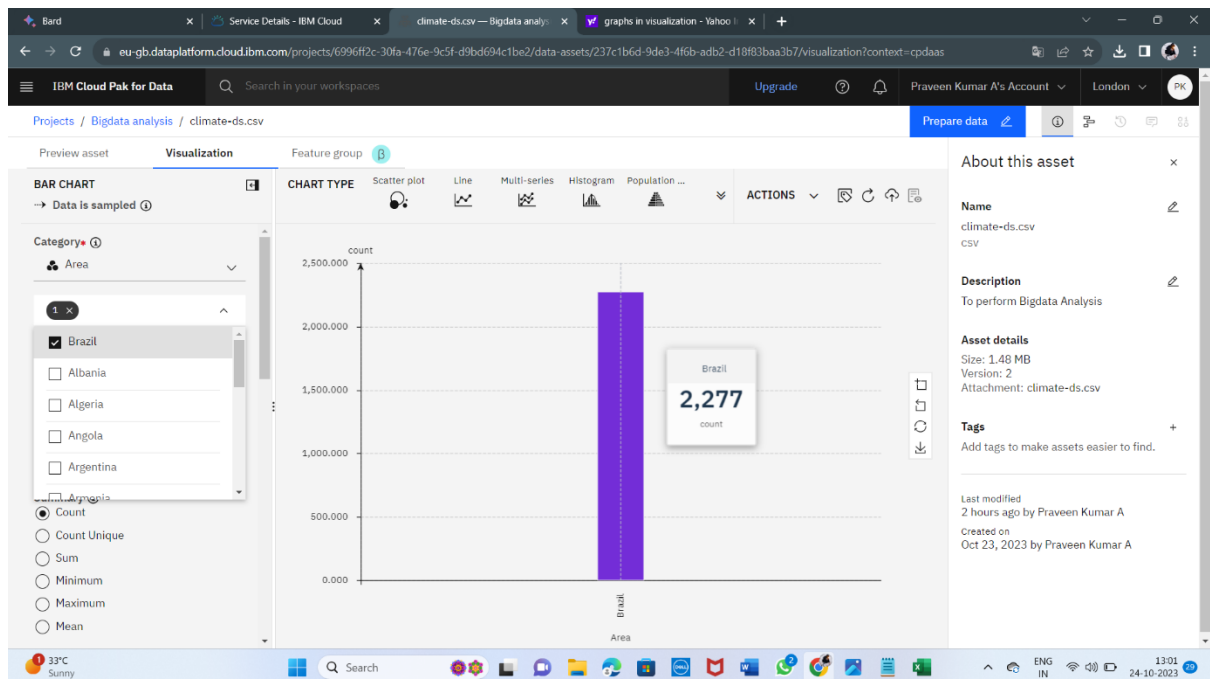 Bard
Service Details - IBM Cloud
climate-ds.csv — Bigdata analys
graphs in visualization - Yahoo I
eu-gb.dataplatform.cloud.ibm.com/projects/6996ff2c-30fa-476e-9c5f-d9bd694c1be2/data-assets/237c1b6d-9de3-4f6b-adb2-d18f83baa3b7/visualization?context=cpdaas
IBM Cloud Pak for Data
Search in your workspaces
Upgrade
Praveen Kumar A's Account
London
PK
Projects / Bigdata analysis / climate-ds.csv
Prepare data
Preview asset
Visualization
Feature group β
BAR CHART
Data is sampled
Category*
Area
1 ×
Brazil
Albania
Algeria
Angola
Argentina
Armenia
Summary
Count
Count Unique
Sum
Minimum
Maximum
Mean
CHART TYPE
Scatter plot
Line
Multi-series
Histogram
Population ...
ACTIONS
count
2,500.000
2,000.000
1,500.000
1,000.000
500.000
0.000
Brazil
2,277
count
Brazil
Area
About this asset
Name
climate-ds.csv
CSV
Description
To perform Bigdata Analysis
Asset details
Size: 1.48 MB
Version: 2
Attachment: climate-ds.csv
Tags
Add tags to make assets easier to find.
Last modified
2 hours ago by Praveen Kumar A
Created on
Oct 23, 2023 by Praveen Kumar A
1
33°C
Sunny
Search
DELL
2
ENG
IN
13:01
24-10-2023
29